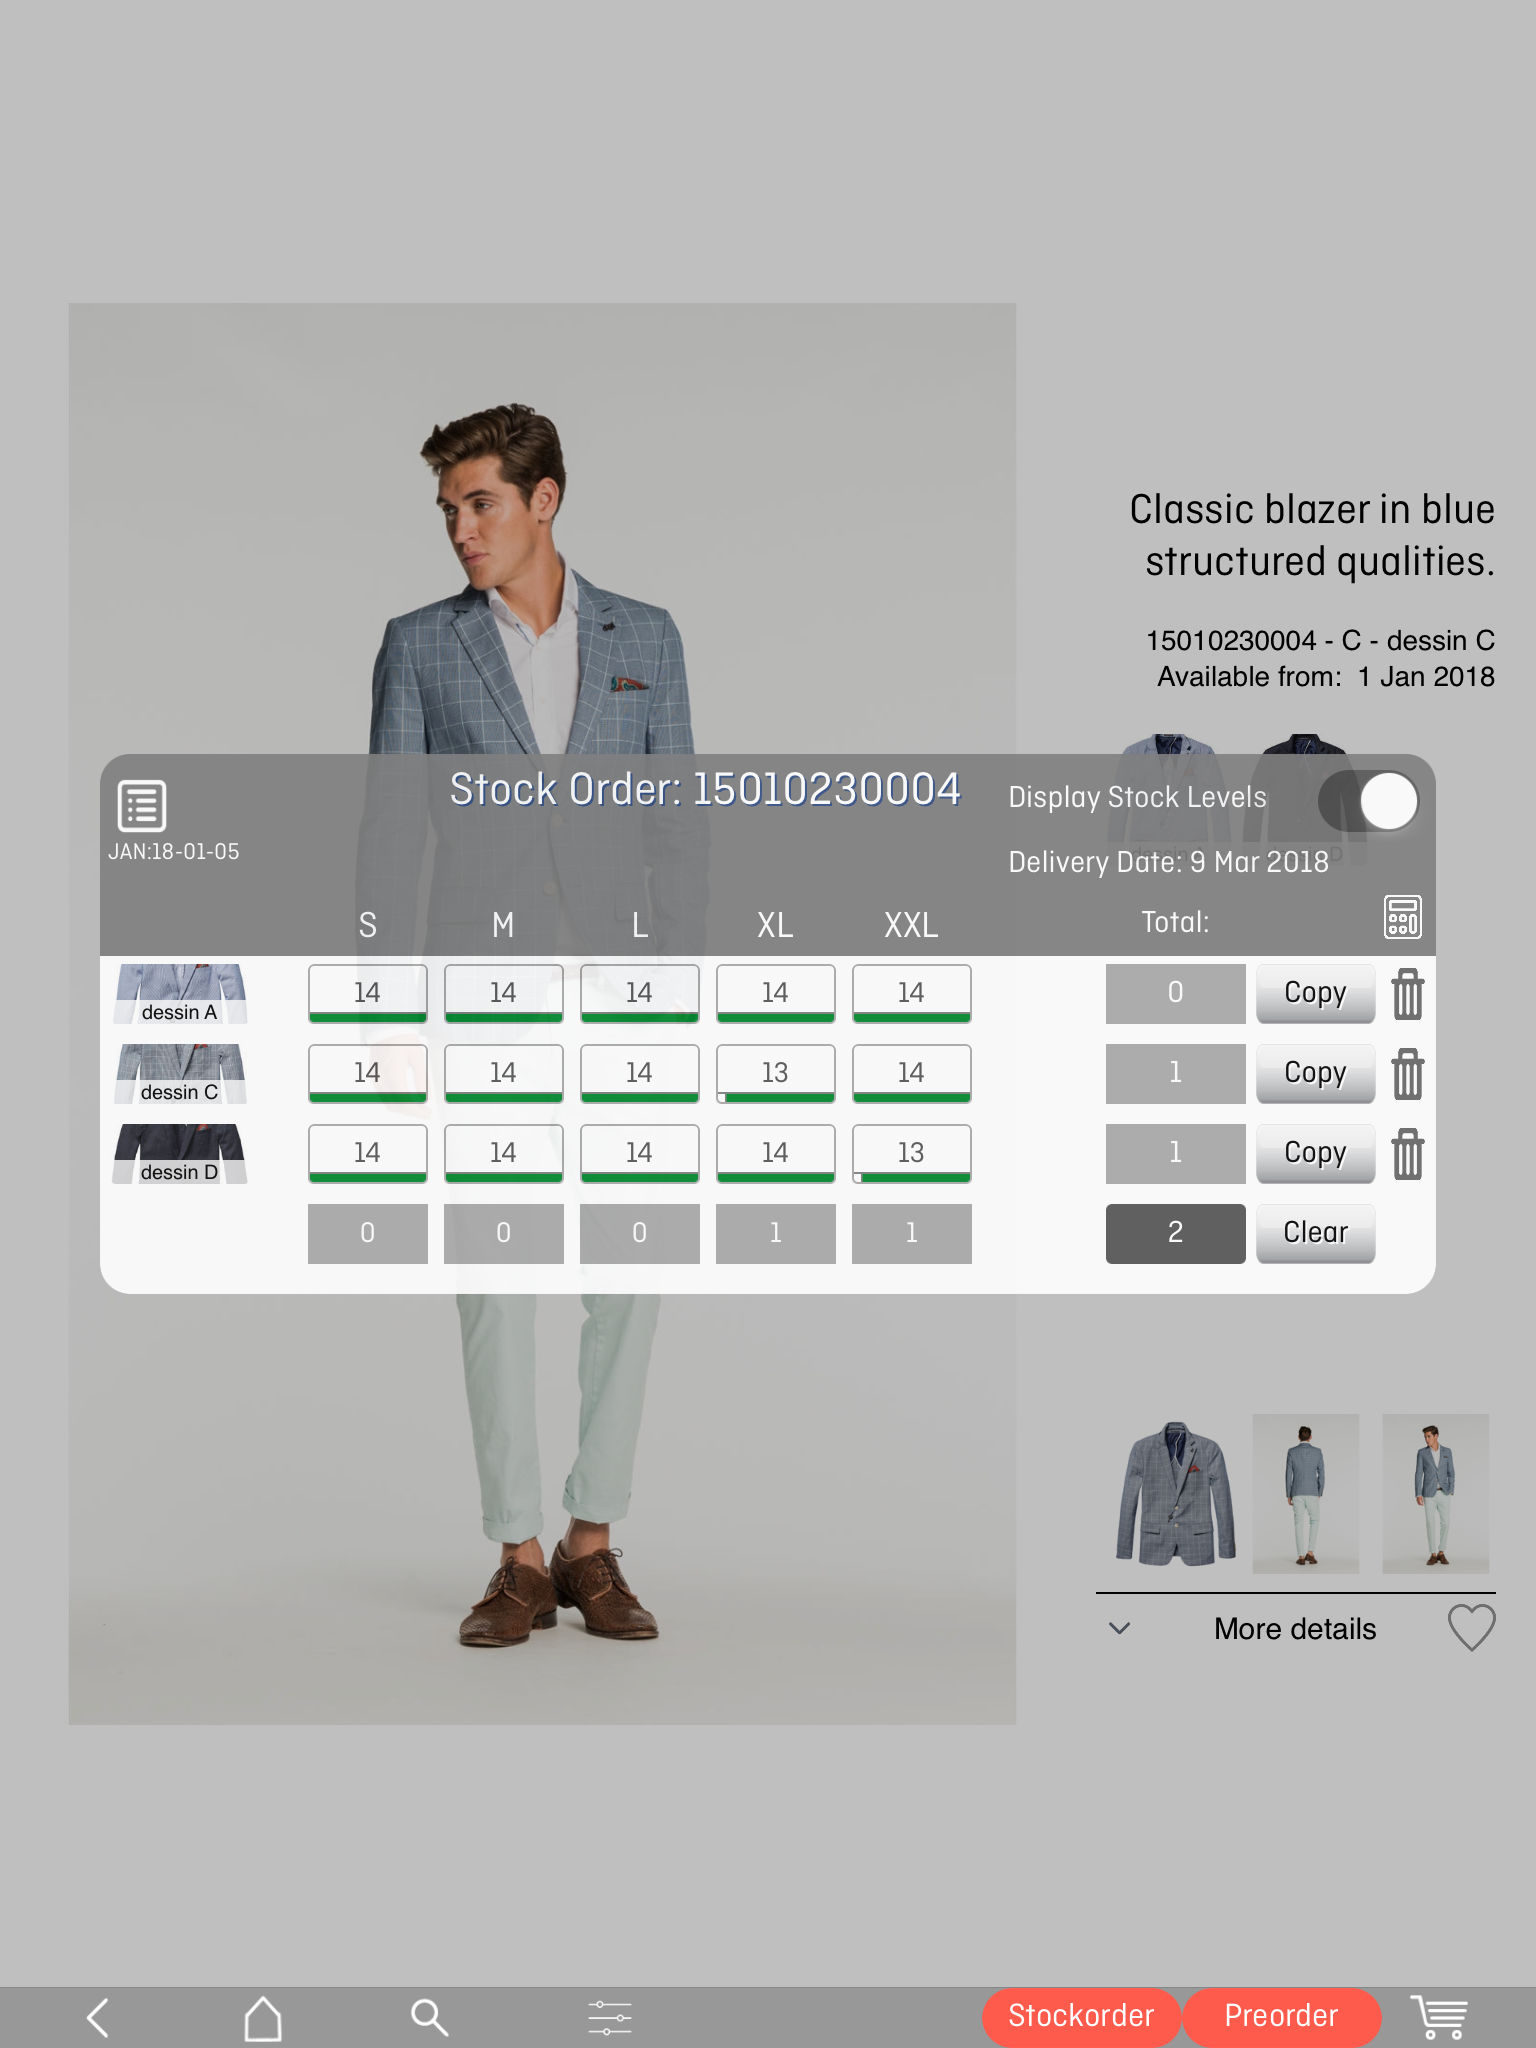 Classic blazer in blue
structured qualities.
15010230004 - C - dessin C
Available from: 1 Jan 2018
Stock Order: 15010230004
Display Stock Levels
JAN:18-01-05
Delivery Date: 9 Mar 2018
S M L XL XXL Total:
dessin A 14 14 14 14 14 0 Copy
dessin C 14 14 14 13 14 1 Copy
dessin D 14 14 14 14 13 1 Copy
0 0 0 1 1 2 Clear
More details
Stockorder Preorder